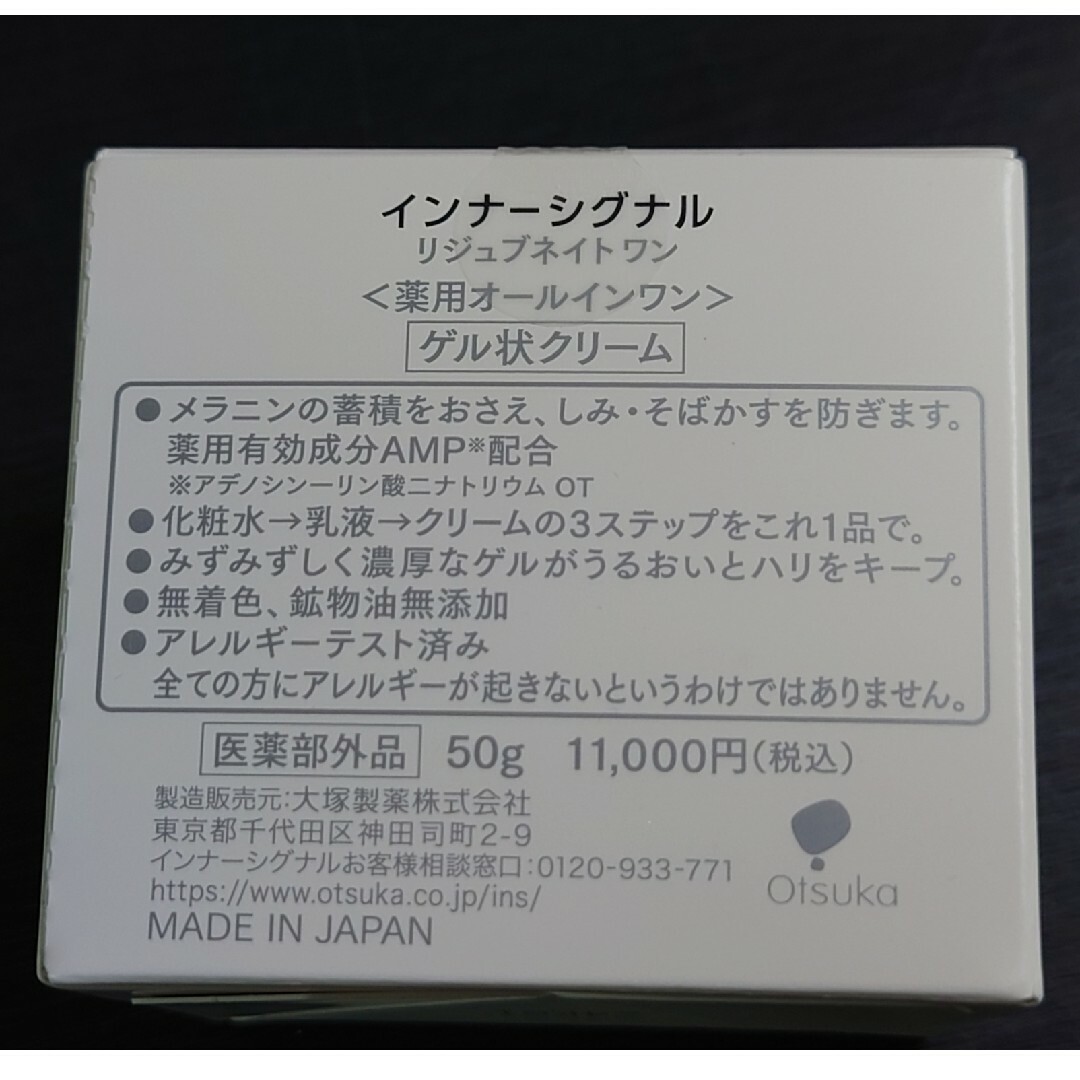 インナーシグナル
リジュブネイト ワン
<薬用オールインワン>
ゲル状クリーム
●メラニンの蓄積をおさえ、しみ・そばかすを防ぎます。
薬用有効成分AMP※配合
※アデノシン一リン酸二ナトリウム OT
●化粧水→乳液→クリームの3ステップをこれ1品で。
●みずみずしく濃厚なゲルがうるおいとハリをキープ。
●無着色、鉱物油無添加
●アレルギーテスト済み
全ての方にアレルギーが起きないというわけではありません。
医薬部外品 50g 11,000円(税込)
製造販売元:大塚製薬株式会社
東京都千代田区神田司町2-9
インナーシグナルお客様相談窓口:0120-933-771
https://www.otsuka.co.jp/ins/
MADE IN JAPAN
Otsuka